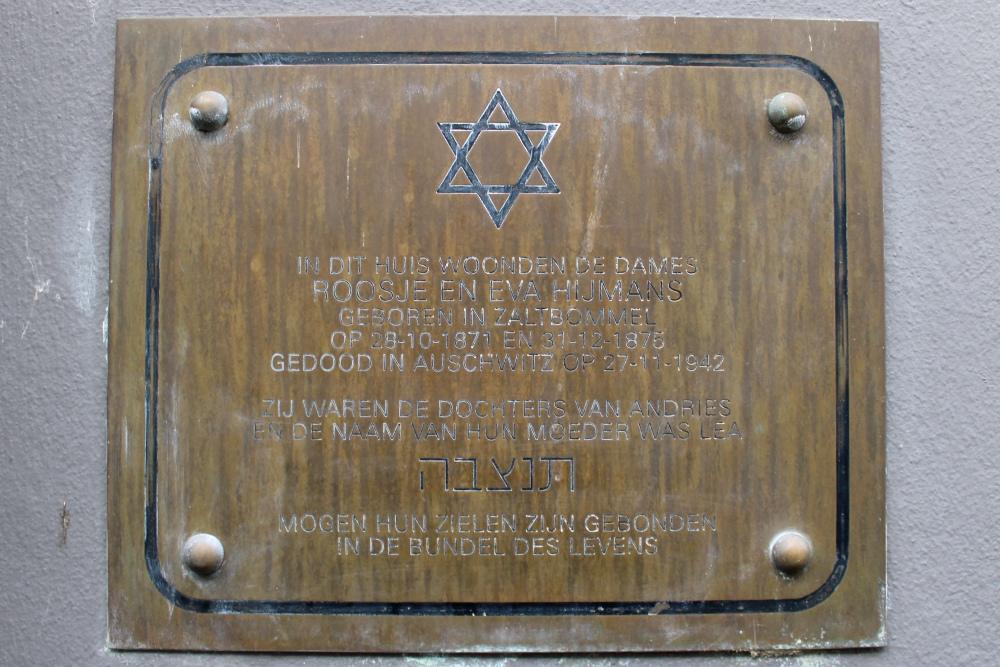 IN DIT HUIS WOONDEN DE DAMES
ROOSJE EN EVA HIJMANS
GEBOREN IN ZALTBOMMEL
OP 28-10-1871 EN 31-12-1875
GEDOOD IN AUSCHWITZ OP 27-11-1942
ZIJ WAREN DE DOCHTERS VAN ANDRIES
EN DE NAAM VAN HUN MOEDER WAS LEA
תנצבה
MOGEN HUN ZIELEN ZIJN GEBONDEN
IN DE BUNDEL DES LEVENS